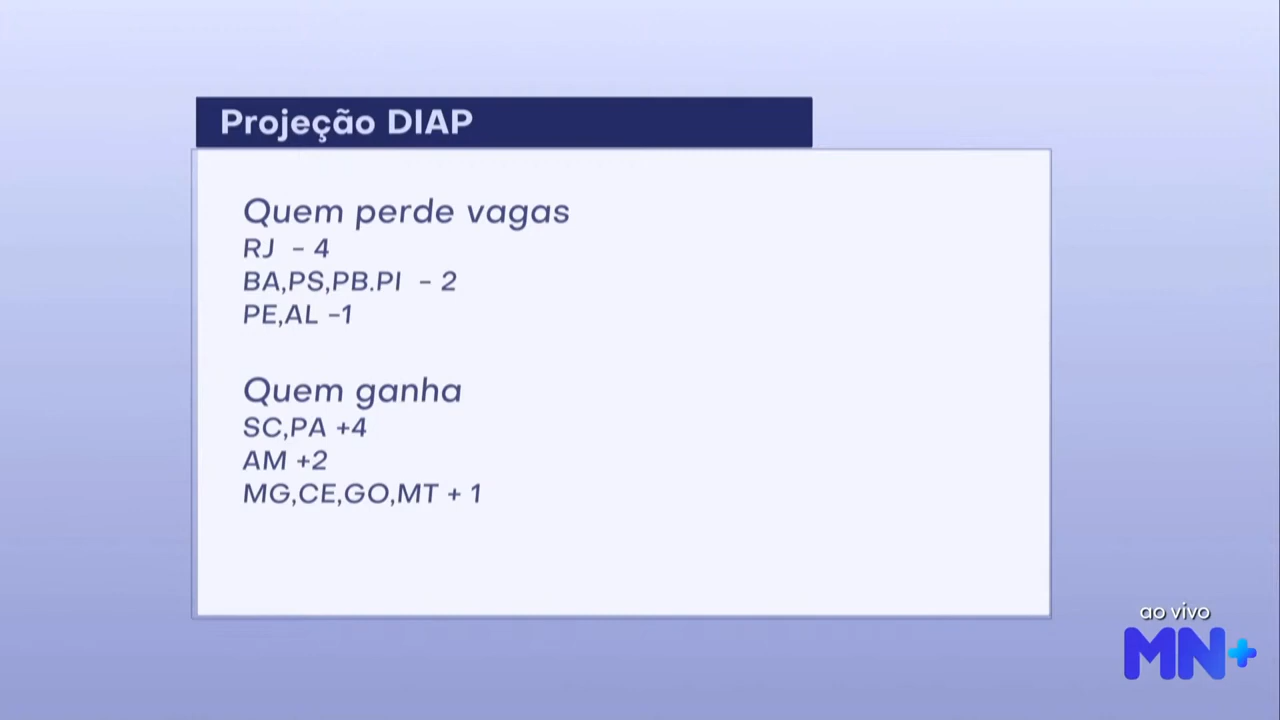 Projeção DIAP
Quem perde vagas
RJ - 4
BA,PS,PB.PI - 2
PE,AL -1
Quem ganha
SC,PA +4
AM +2
MG,CE,GO,MT + 1
ao vivo
MN+